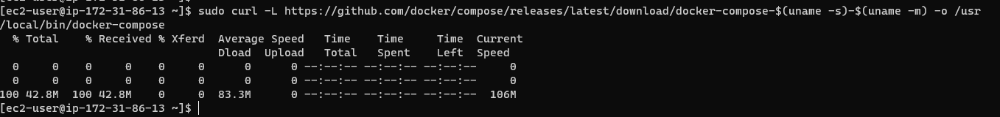 [ec2-user@ip-172-31-86-13 ~]$ sudo curl -L https://github.com/docker/compose/releases/latest/download/docker-compose-$(uname -s)-$(uname -m) -o /usr
/local/bin/docker-compose
  % Total    % Received % Xferd  Average Speed   Time    Time     Time  Current
                                 Dload  Upload   Total   Spent    Left  Speed
  0     0    0     0    0     0      0      0 --:--:-- --:--:-- --:--:--     0
  0     0    0     0    0     0      0      0 --:--:-- --:--:-- --:--:--     0
100 42.8M  100 42.8M    0     0  83.3M      0 --:--:-- --:--:-- --:--:--  106M
[ec2-user@ip-172-31-86-13 ~]$